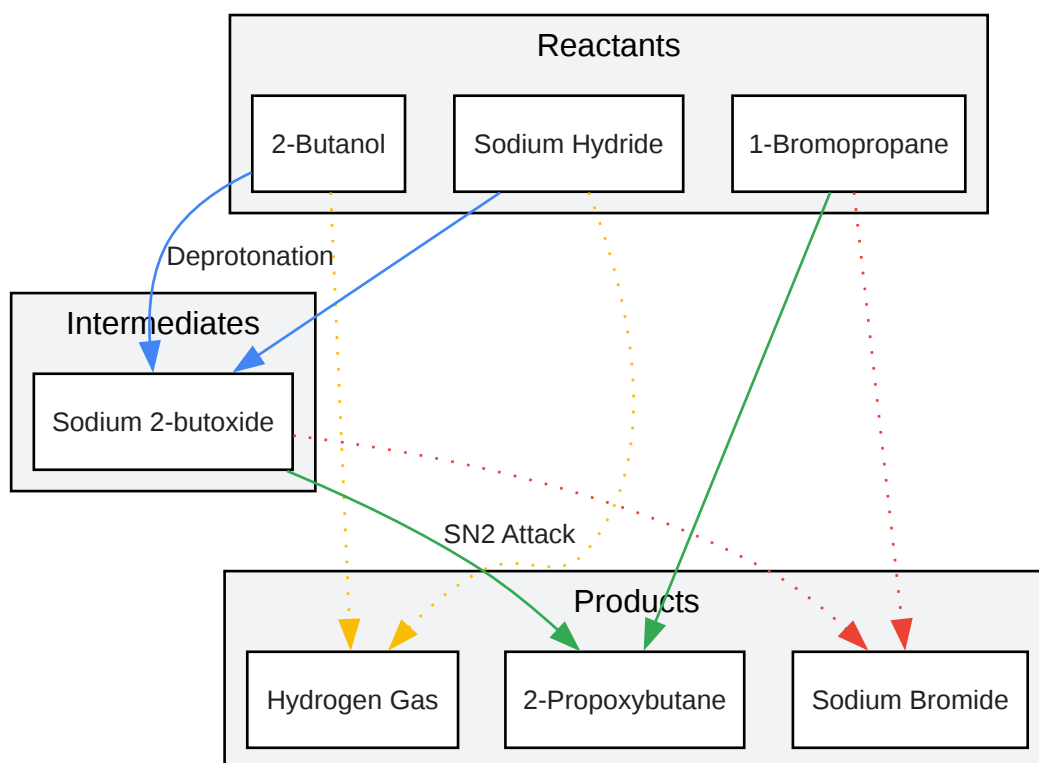 Reactants
2-Butanol
Sodium Hydride
1-Bromopropane
Deprotonation
Intermediates
Sodium 2-butoxide
SN2 Attack
Products
Hydrogen Gas
2-Propoxybutane
Sodium Bromide